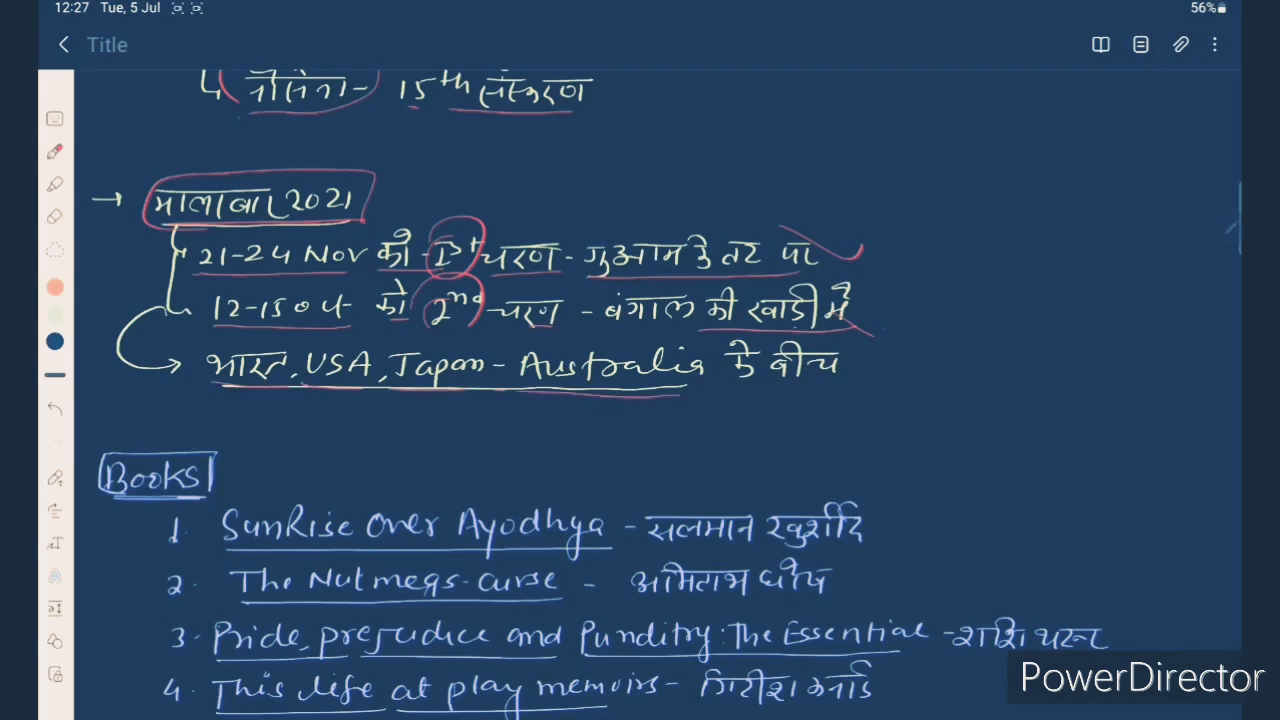 12:27 Tue, 5 Jul
56%
Title
15th संस्करण
→ मालाबार 2021
21-24 Nov को 1st चरण - गुआम के तट पर
12-15 Oct को 2nd चरण - बंगाल की खाड़ी में
भारत, USA, Japan - Australia के बीच
Books
1. SunRise Over Ayodhya - सलमान खुर्शीद
2. The Nutmegs curse - अमिताभ घोष
3. Pride, prejudice and Punditry: The Essential - शशि थरूर
4. This life at play memoirs - गिरीश कर्नाड
PowerDirector